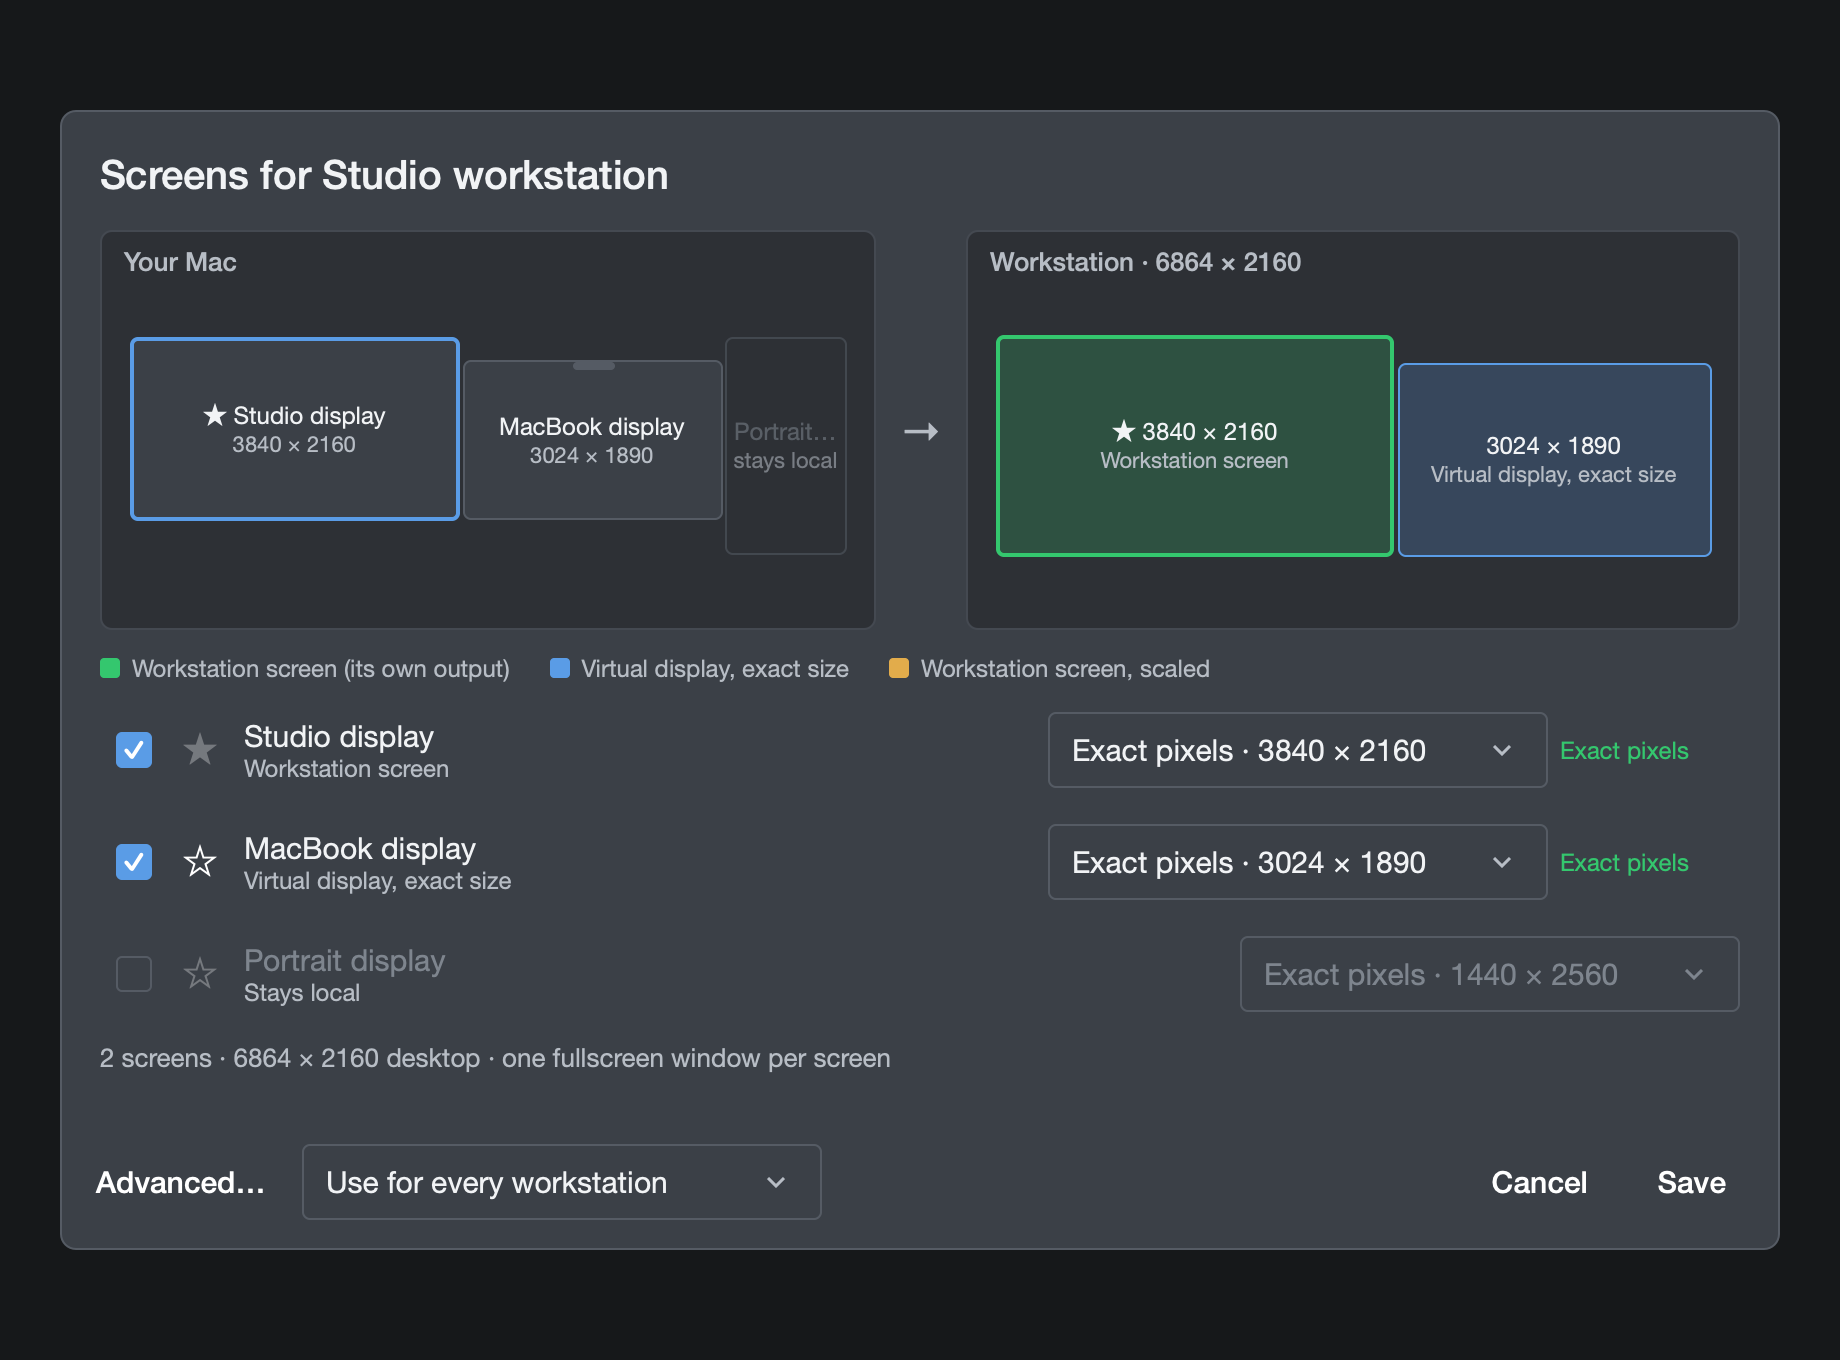 Screens for Studio workstation
Your Mac
★ Studio display
3840 × 2160
MacBook display
3024 × 1890
Portrait…
stays local
Workstation · 6864 × 2160
★ 3840 × 2160
Workstation screen
3024 × 1890
Virtual display, exact size
Workstation screen (its own output)
Virtual display, exact size
Workstation screen, scaled
Studio display
Workstation screen
Exact pixels · 3840 × 2160
Exact pixels
MacBook display
Virtual display, exact size
Exact pixels · 3024 × 1890
Exact pixels
Portrait display
Stays local
Exact pixels · 1440 × 2560
2 screens · 6864 × 2160 desktop · one fullscreen window per screen
Advanced…
Use for every workstation
Cancel
Save